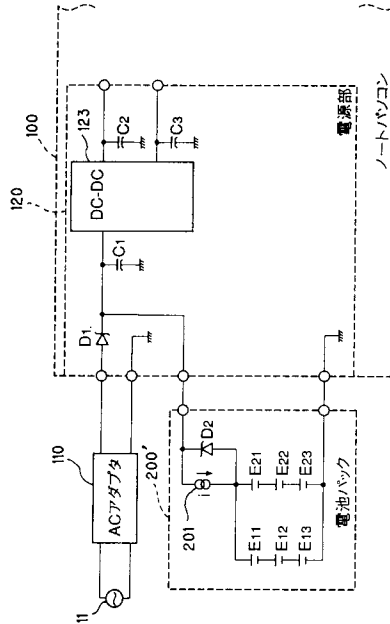 11
110
ACアダプタ
100
120
D1
C1
DC-DC
123
C2
C3
電源部
ノートパソコン
200'
201
i
D2
E11
E12
E13
E21
E22
E23
電池パック